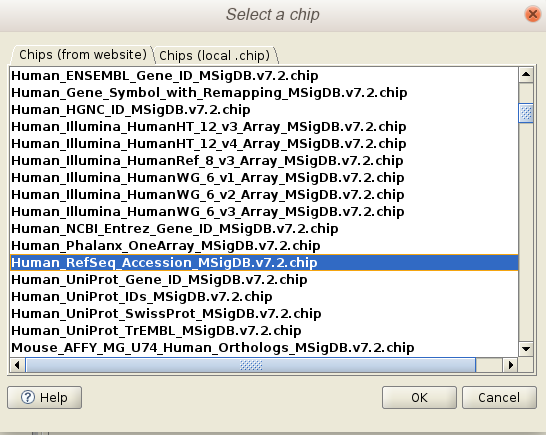 Select a chip
Chips (from website)
Chips (local .chip)
Human_ENSEMBL_Gene_ID_MSigDB.v7.2.chip
Human_Gene_Symbol_with_Remapping_MSigDB.v7.2.chip
Human_HGNC_ID_MSigDB.v7.2.chip
Human_Illumina_HumanHT_12_v3_Array_MSigDB.v7.2.chip
Human_Illumina_HumanHT_12_v4_Array_MSigDB.v7.2.chip
Human_Illumina_HumanRef_8_v3_Array_MSigDB.v7.2.chip
Human_Illumina_HumanWG_6_v1_Array_MSigDB.v7.2.chip
Human_Illumina_HumanWG_6_v2_Array_MSigDB.v7.2.chip
Human_Illumina_HumanWG_6_v3_Array_MSigDB.v7.2.chip
Human_NCBI_Entrez_Gene_ID_MSigDB.v7.2.chip
Human_Phalanx_OneArray_MSigDB.v7.2.chip
Human_RefSeq_Accession_MSigDB.v7.2.chip
Human_UniProt_Gene_ID_MSigDB.v7.2.chip
Human_UniProt_IDs_MSigDB.v7.2.chip
Human_UniProt_SwissProt_MSigDB.v7.2.chip
Human_UniProt_TrEMBL_MSigDB.v7.2.chip
Mouse_AFFY_MG_U74_Human_Orthologs_MSigDB.v7.2.chip
Help
OK
Cancel